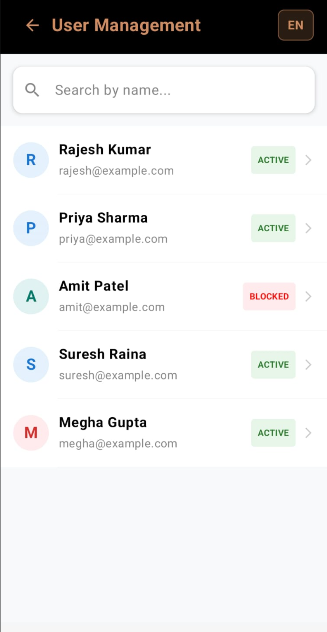 User Management
EN
Search by name...
R
Rajesh Kumar
rajesh@example.com
ACTIVE
P
Priya Sharma
priya@example.com
ACTIVE
A
Amit Patel
amit@example.com
BLOCKED
S
Suresh Raina
suresh@example.com
ACTIVE
M
Megha Gupta
megha@example.com
ACTIVE